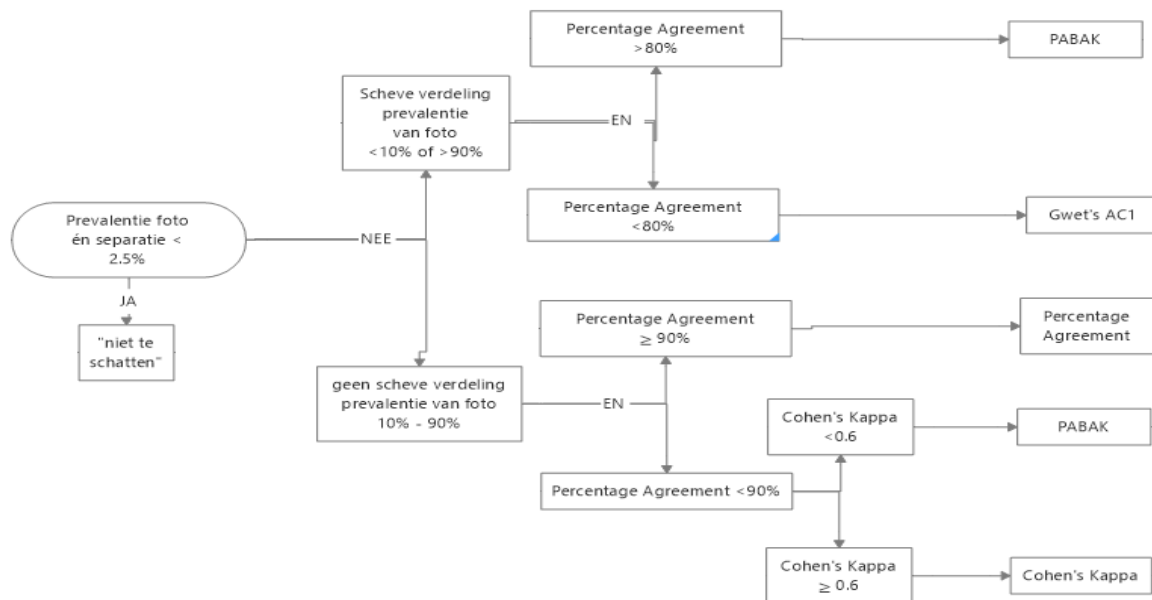 Percentage Agreement
>80%
PABAK
Scheve verdeling
prevalentie
van foto
<10% of >90%
EN
Percentage Agreement
<80%
Gwet's AC1
Prevalentie foto
én separatie <
2.5%
NEE
JA
"niet te
schatten"
Percentage Agreement
≥ 90%
Percentage
Agreement
geen scheve verdeling
prevalentie van foto
10% - 90%
EN
Cohen's Kappa
<0.6
PABAK
Percentage Agreement <90%
Cohen's Kappa
≥ 0.6
Cohen's Kappa